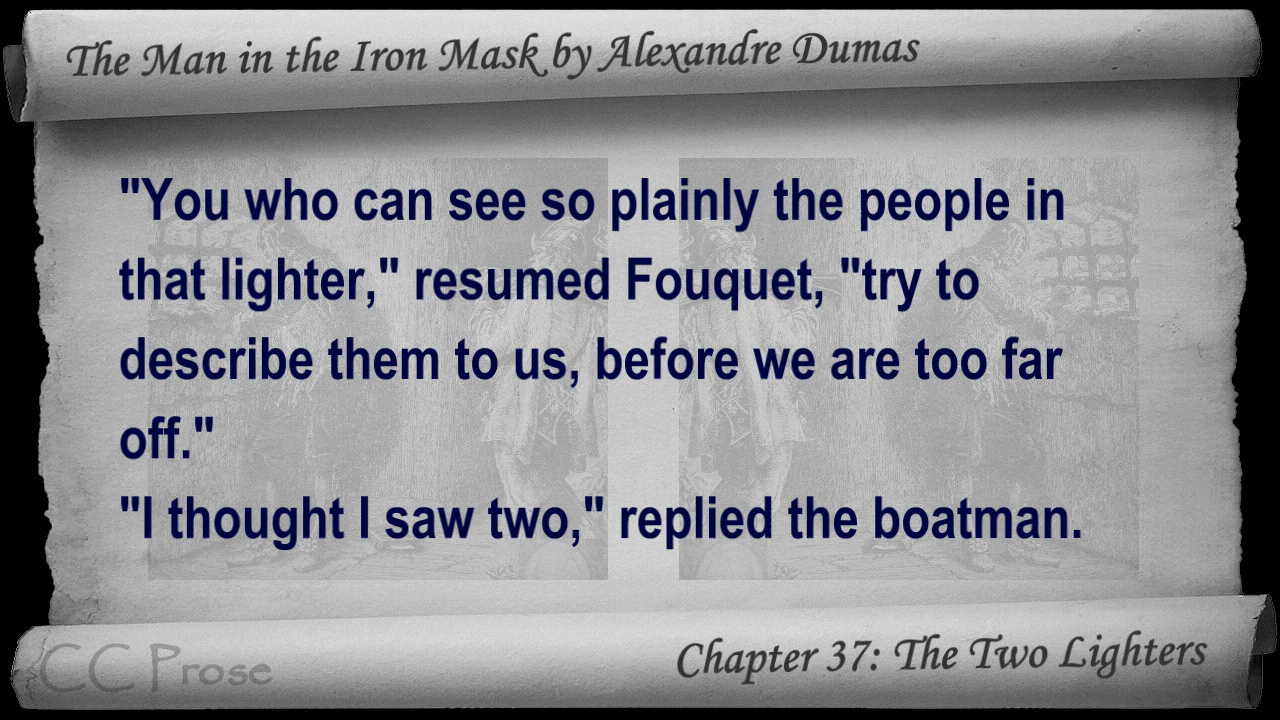 The Man in the Iron Mask by Alexandre Dumas
"You who can see so plainly the people in
that lighter," resumed Fouquet, "try to
describe them to us, before we are too far
off."
"I thought I saw two," replied the boatman.
CC Prose
Chapter 37: The Two Lighters